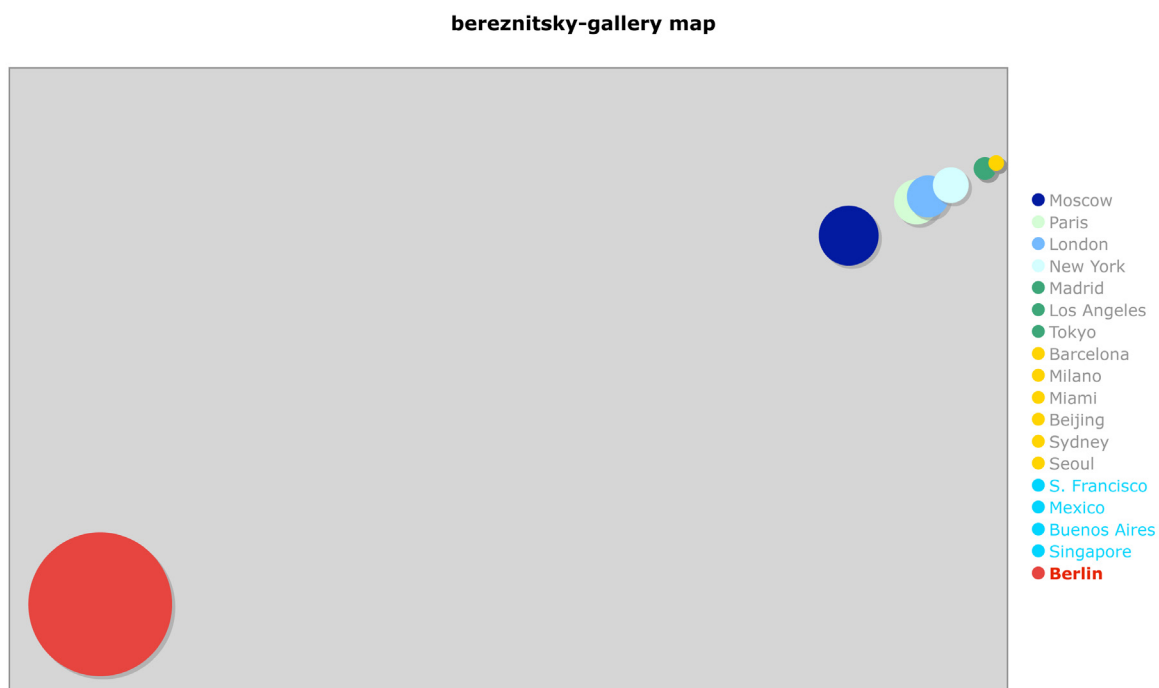 bereznitsky-gallery map
Moscow
Paris
London
New York
Madrid
Los Angeles
Tokyo
Barcelona
Milano
Miami
Beijing
Sydney
Seoul
S. Francisco
Mexico
Buenos Aires
Singapore
Berlin